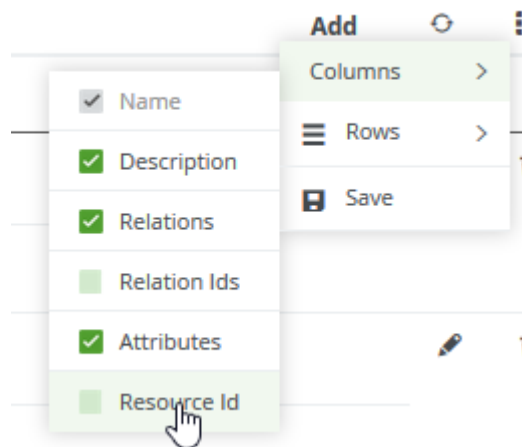 Add
Columns
Rows
Save
Name
Description
Relations
Relation Ids
Attributes
Resource Id